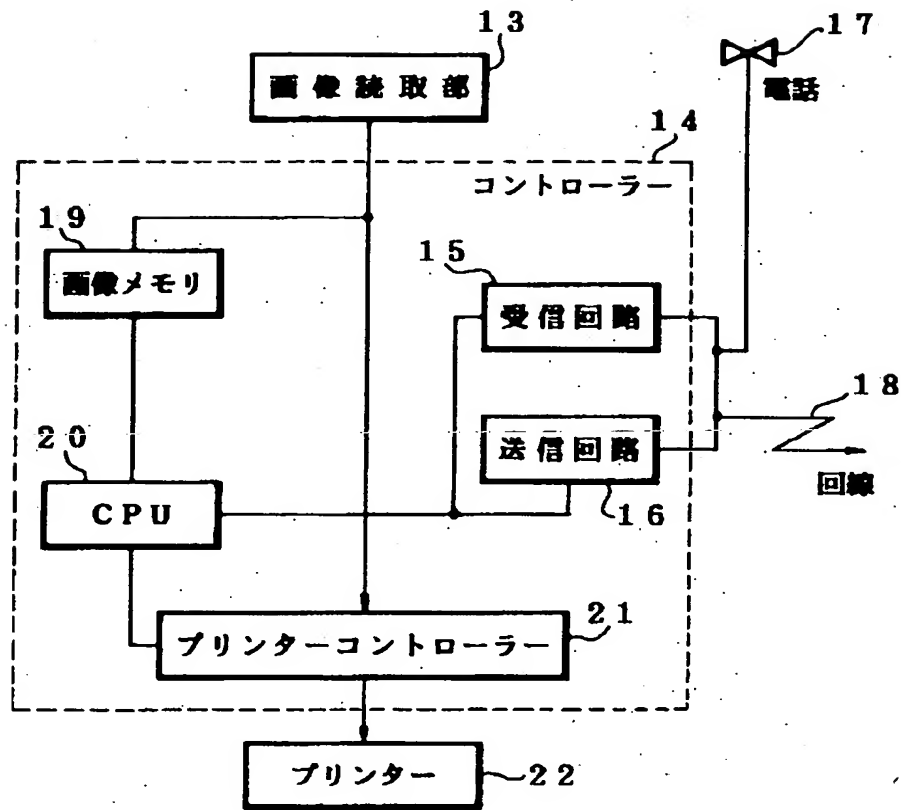 13
画像読取部
17
電話
14
コントローラー
19
画像メモリ
15
受信回路
18
20
CPU
送信回路
16
回線
21
プリンターコントローラー
プリンター
22